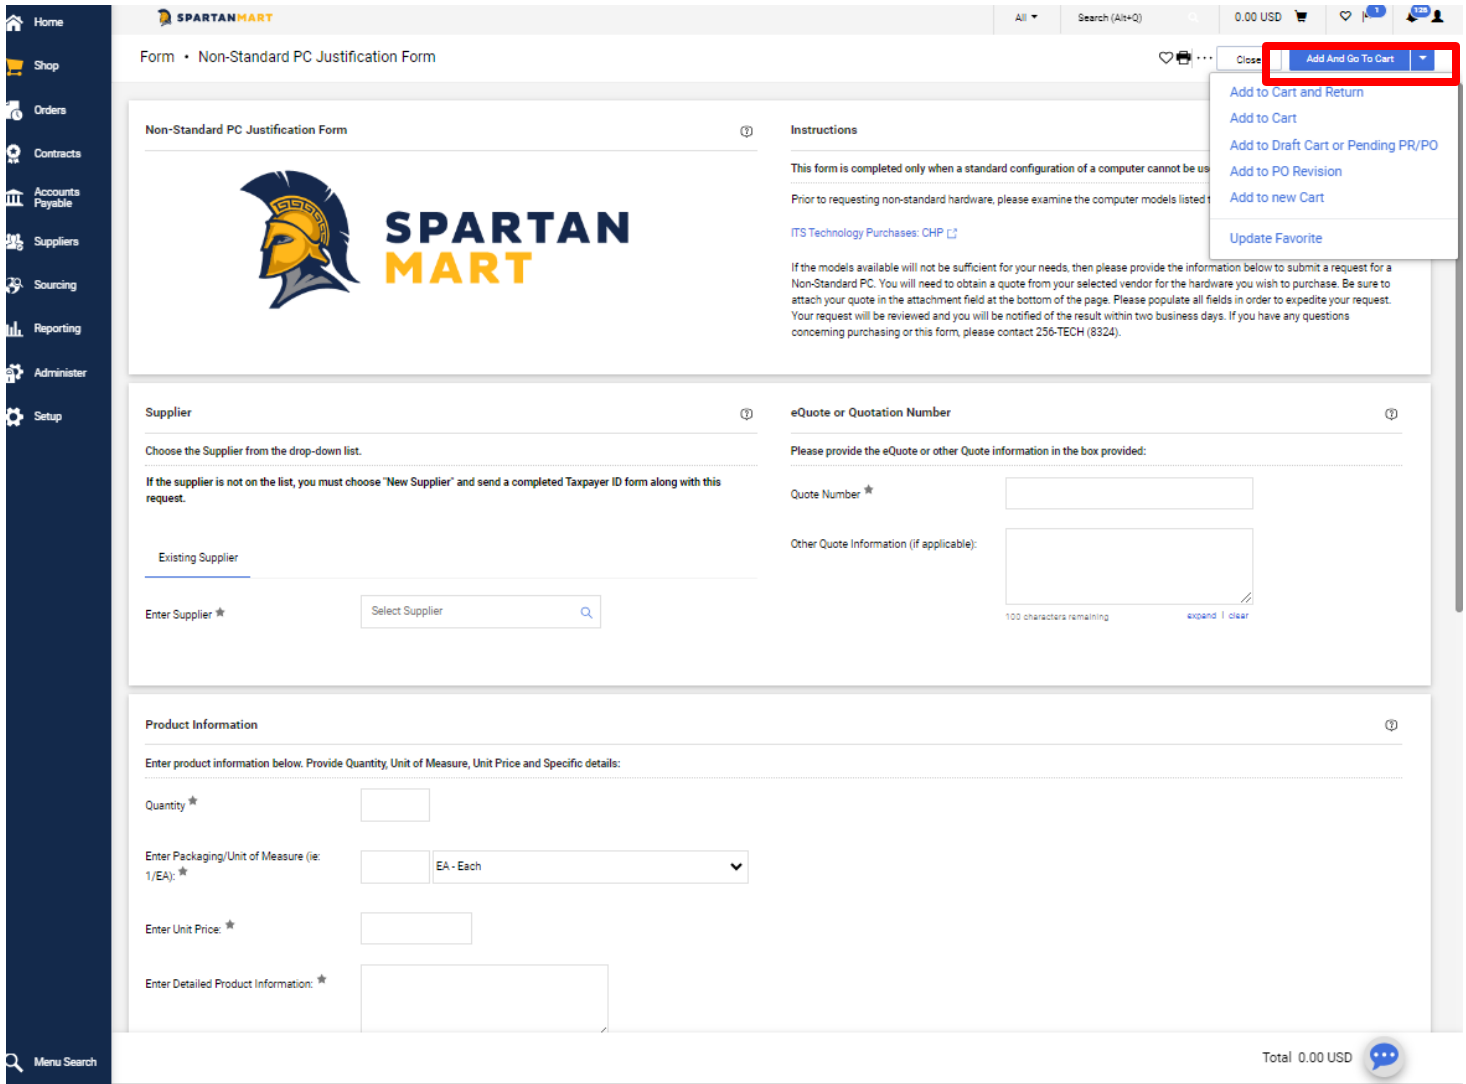 Home
Shop
Orders
Contracts
Accounts
Payable
Suppliers
Sourcing
Reporting
Administer
Setup
Menu Search
SPARTANMART
All
Search (Alt+Q)
0.00 USD
1
Form • Non-Standard PC Justification Form
Close
Add And Go To Cart
Add to Cart and Return
Add to Cart
Add to Draft Cart or Pending PR/PO
Add to PO Revision
Add to new Cart
Update Favorite
Non-Standard PC Justification Form
SPARTAN
MART
Instructions
This form is completed only when a standard configuration of a computer cannot be us
Prior to requesting non-standard hardware, please examine the computer models listed
ITS Technology Purchases: CHP
If the models available will not be sufficient for your needs, then please provide the information below to submit a request for a
Non-Standard PC. You will need to obtain a quote from your selected vendor for the hardware you wish to purchase. Be sure to
attach your quote in the attachment field at the bottom of the page. Please populate all fields in order to expedite your request.
Your request will be reviewed and you will be notified of the result within two business days. If you have any questions
concerning purchasing or this form, please contact 256-TECH (8324).
Supplier
Choose the Supplier from the drop-down list.
If the supplier is not on the list, you must choose "New Supplier" and send a completed Taxpayer ID form along with this
request.
Existing Supplier
Enter Supplier ★
Select Supplier
eQuote or Quotation Number
Please provide the eQuote or other Quote information in the box provided:
Quote Number ★
Other Quote Information (if applicable):
100 characters remaining
expand | clear
Product Information
Enter product information below. Provide Quantity, Unit of Measure, Unit Price and Specific details:
Quantity ★
Enter Packaging/Unit of Measure (ie:
1/EA): ★
EA - Each
Enter Unit Price: ★
Enter Detailed Product Information: ★
Total 0.00 USD